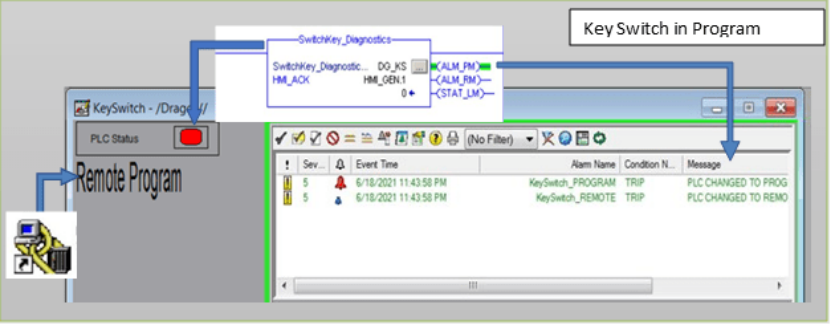 Key Switch in Program
SwitchKey_Diagnostics
SwitchKey_Diagnostic... DG_KS ... (ALM_PM)
HMI_ACK HMI_GEN.1 (ALM_RM)
0 (STAT_LM)
KeySwitch - /Drage //
PLC Status
(No Filter)
Remote Program
! Sev... Event Time Alarm Name Condition N... Message
5 6/18/2021 11:43:58 PM KeySwitch_PROGRAM TRIP PLC CHANGED TO PROG
5 6/18/2021 11:43:58 PM KeySwitch_REMOTE TRIP PLC CHANGED TO REMO